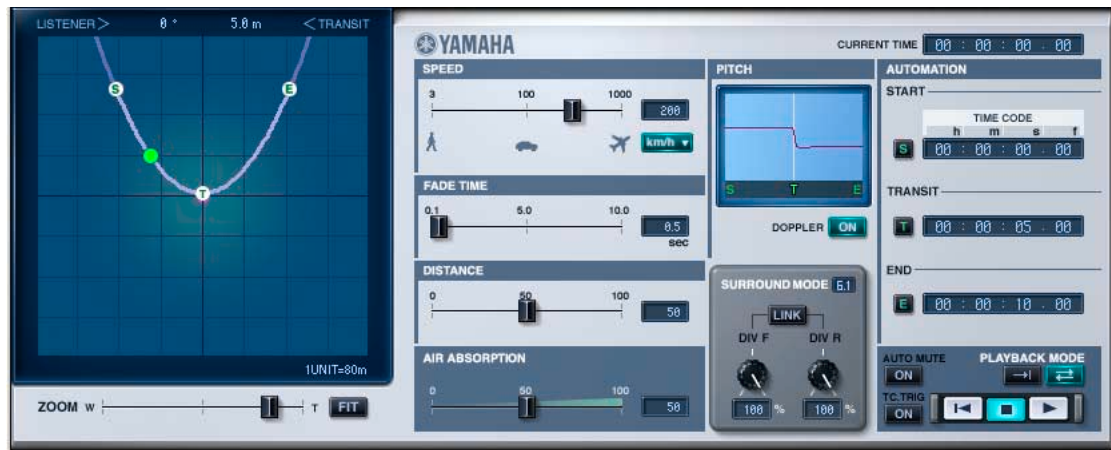 LISTENER > 0 ° 5.0 m < TRANSIT
S E
T
1UNIT=80m
ZOOM W T FIT
YAMAHA
CURRENT TIME 00 : 00 : 00 . 00
SPEED
3 100 1000
200
km/h
FADE TIME
0.1 5.0 10.0
0.5
sec
DISTANCE
0 50 100
50
AIR ABSORPTION
0 50 100
50
PITCH
S T E
DOPPLER ON
SURROUND MODE 5.1
LINK
DIV F DIV R
100 % 100 %
AUTOMATION
START
TIME CODE
h m s f
S 00 : 00 : 00 . 00
TRANSIT
T 00 : 00 : 05 . 00
END
E 00 : 00 : 10 . 00
AUTO MUTE PLAYBACK MODE
ON
TC.TRIG
ON